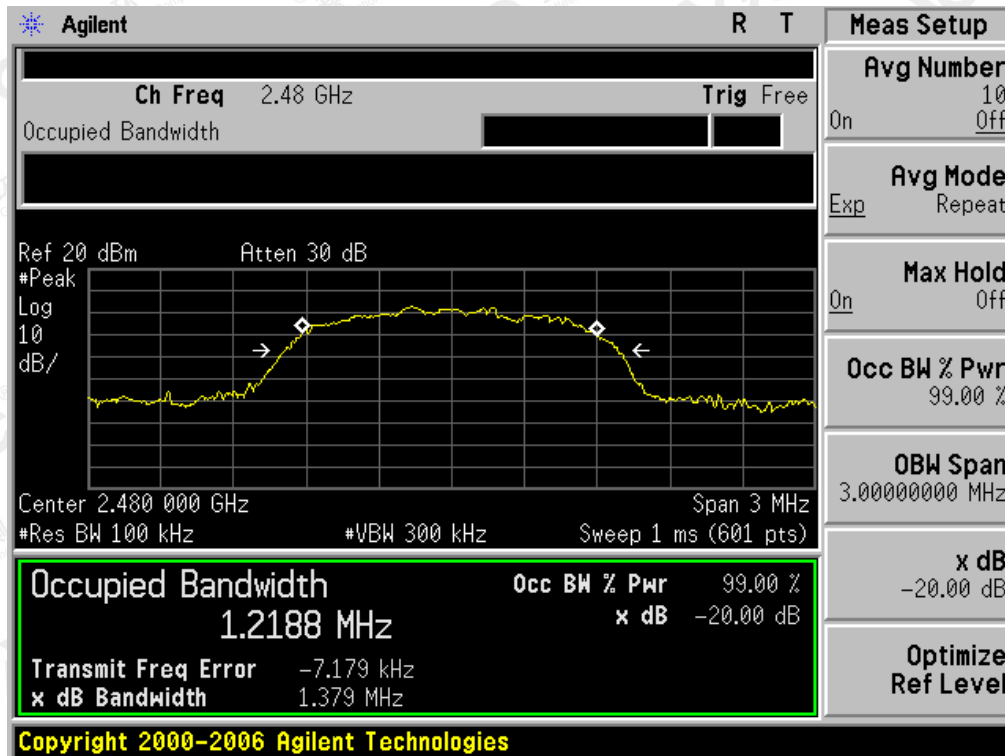 Agilent R T
Ch Freq 2.48 GHz Trig Free
Occupied Bandwidth
Ref 20 dBm Atten 30 dB
#Peak
Log
10
dB/
Center 2.480 000 GHz Span 3 MHz
#Res BW 100 kHz #VBW 300 kHz Sweep 1 ms (601 pts)
Occupied Bandwidth
1.2188 MHz
Occ BW % Pwr 99.00 %
x dB -20.00 dB
Transmit Freq Error -7.179 kHz
x dB Bandwidth 1.379 MHz
Copyright 2000-2006 Agilent Technologies
Meas Setup
Avg Number
10
On Off
Avg Mode
Exp Repeat
Max Hold
On Off
Occ BW % Pwr
99.00 %
OBW Span
3.00000000 MHz
x dB
-20.00 dB
Optimize
Ref Level